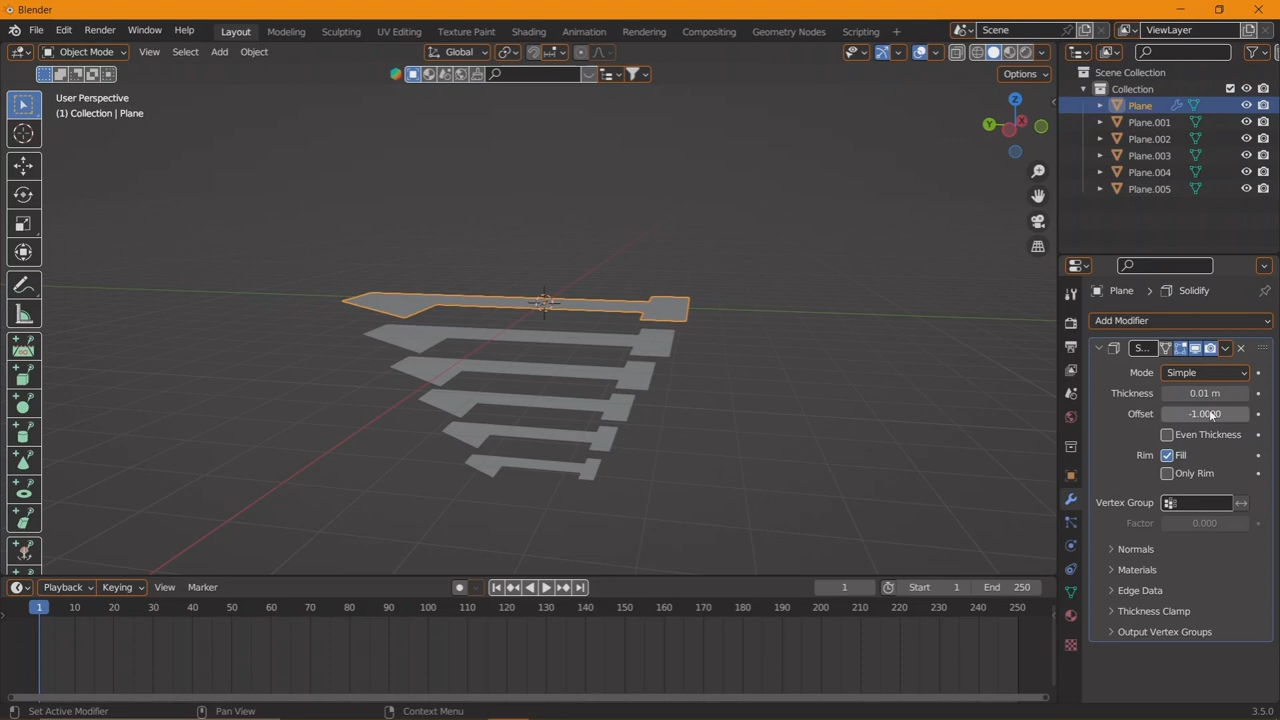 Blender
File Edit Render Window Help Layout Modeling Sculpting UV Editing Texture Paint Shading Animation Rendering Compositing Geometry Nodes Scripting Scene ViewLayer
Object Mode View Select Add Object Global
Options
User Perspective
(1) Collection | Plane
Z
Y
X
Scene Collection
Collection
Plane
Plane.001
Plane.002
Plane.003
Plane.004
Plane.005
Plane > Solidify
Add Modifier
S...
Mode Simple
Thickness 0.01 m
Offset -1.0000
Even Thickness
Rim Fill
Only Rim
Vertex Group
Factor 0.000
Normals
Materials
Edge Data
Thickness Clamp
Output Vertex Groups
Playback Keying View Marker 1 Start 1 End 250
1 10 20 30 40 50 60 70 80 90 100 110 120 130 140 150 160 170 180 190 200 210 220 230 240 250
Set Active Modifier Pan View Context Menu 3.5.0